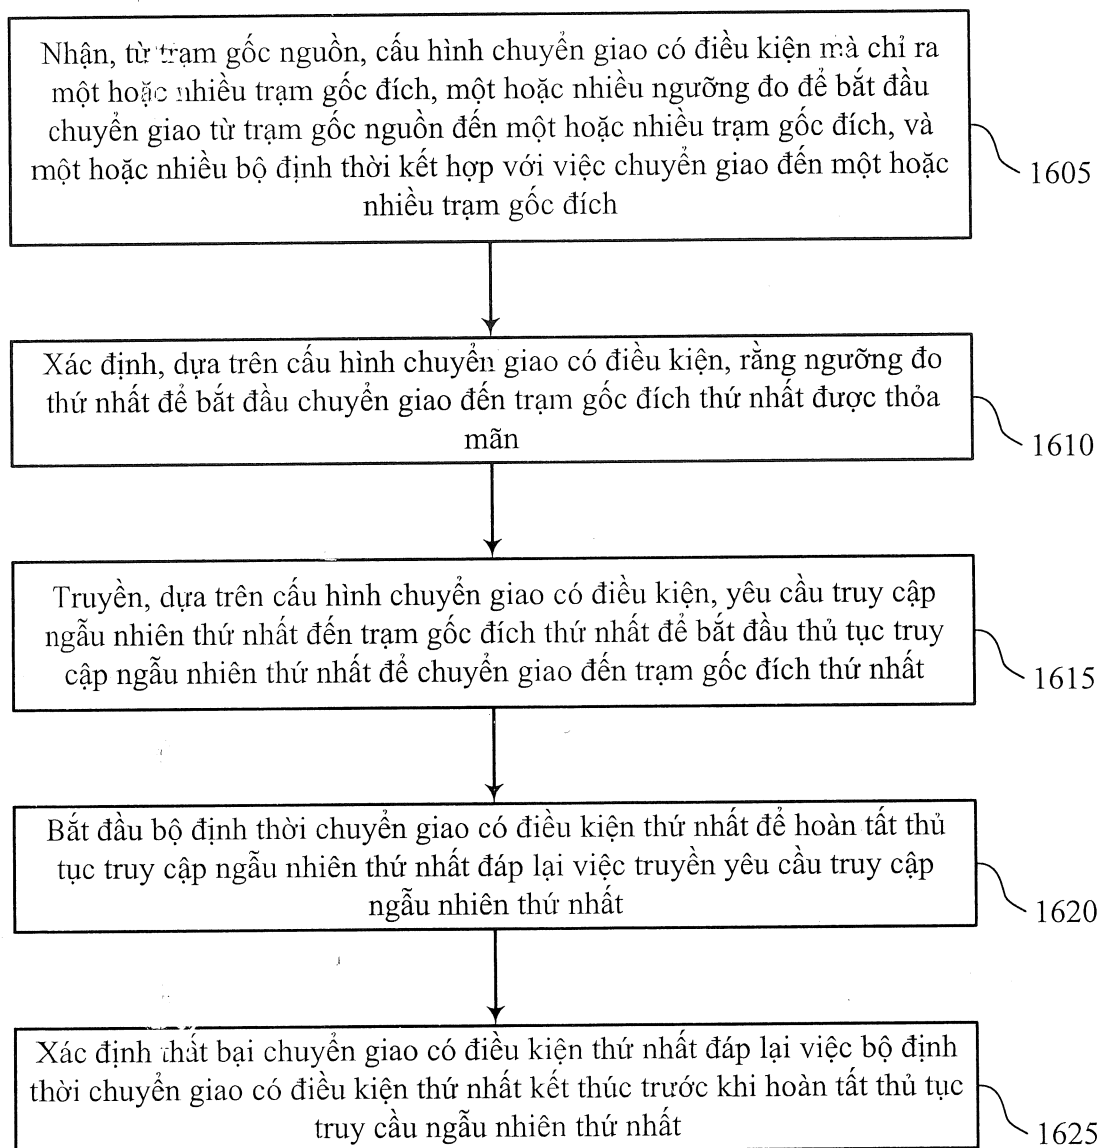 Nhận, từ trạm gốc nguồn, cấu hình chuyển giao có điều kiện mà chỉ ra
một hoặc nhiều trạm gốc đích, một hoặc nhiều ngưỡng đo để bắt đầu
chuyển giao từ trạm gốc nguồn đến một hoặc nhiều trạm gốc đích, và
một hoặc nhiều bộ định thời kết hợp với việc chuyển giao đến một hoặc
nhiều trạm gốc đích
1605
Xác định, dựa trên cấu hình chuyển giao có điều kiện, rằng ngưỡng đo
thứ nhất để bắt đầu chuyển giao đến trạm gốc đích thứ nhất được thỏa
mãn
1610
Truyền, dựa trên cấu hình chuyển giao có điều kiện, yêu cầu truy cập
ngẫu nhiên thứ nhất đến trạm gốc đích thứ nhất để bắt đầu thủ tục truy
cập ngẫu nhiên thứ nhất để chuyển giao đến trạm gốc đích thứ nhất
1615
Bắt đầu bộ định thời chuyển giao có điều kiện thứ nhất để hoàn tất thủ
tục truy cập ngẫu nhiên thứ nhất đáp lại việc truyền yêu cầu truy cập
ngẫu nhiên thứ nhất
1620
Xác định thất bại chuyển giao có điều kiện thứ nhất đáp lại việc bộ định
thời chuyển giao có điều kiện thứ nhất kết thúc trước khi hoàn tất thủ tục
truy cầu ngẫu nhiên thứ nhất
1625